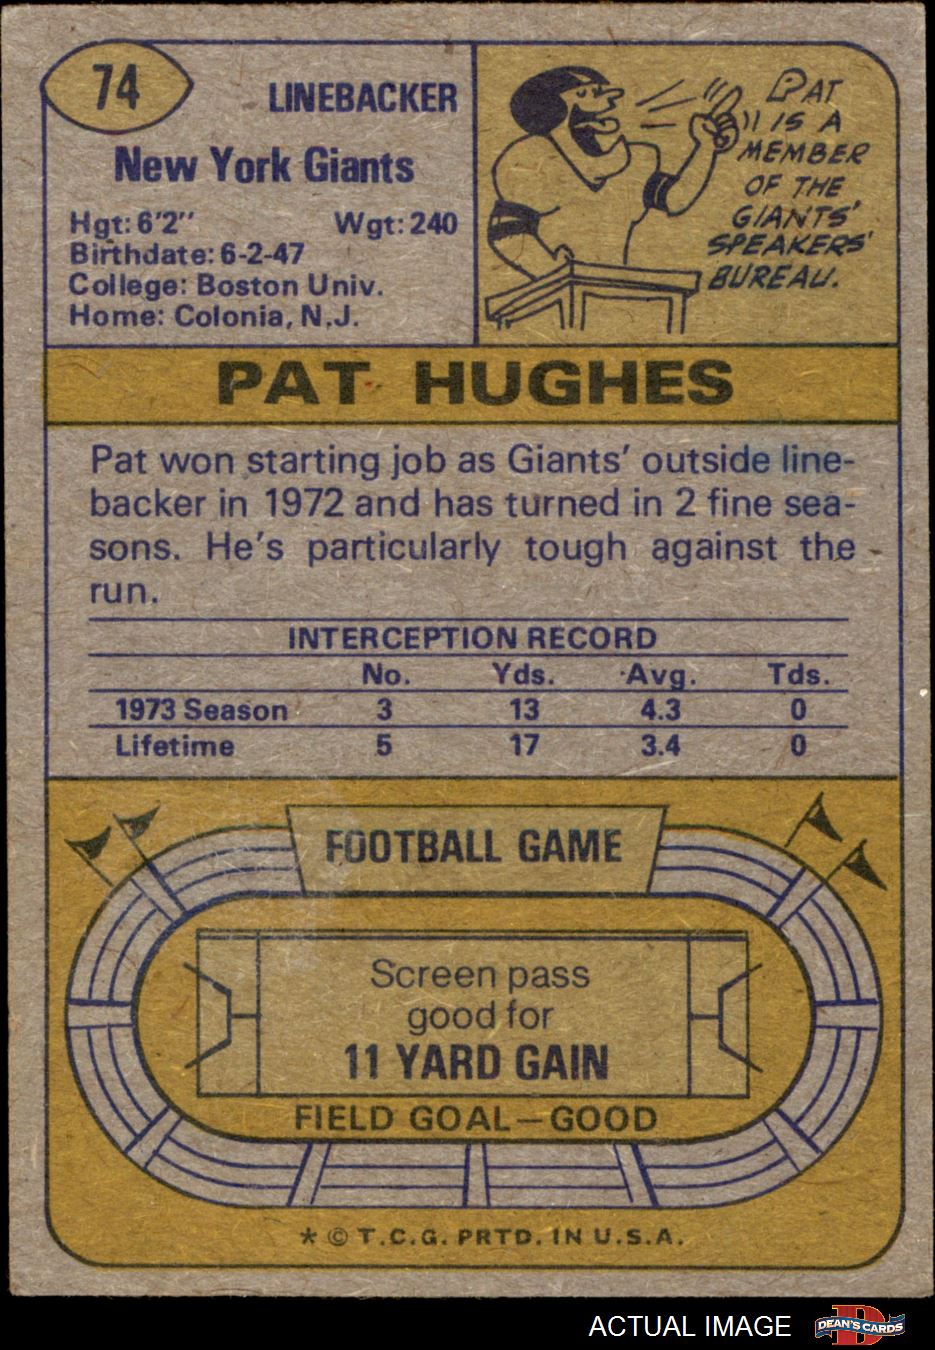 74
LINEBACKER
New York Giants
Hgt: 6'2" Wgt: 240
Birthdate: 6-2-47
College: Boston Univ.
Home: Colonia, N.J.
PAT
IS A
MEMBER
OF THE
GIANTS'
SPEAKERS'
BUREAU.
PAT HUGHES
Pat won starting job as Giants' outside line-
backer in 1972 and has turned in 2 fine sea-
sons. He's particularly tough against the
run.
INTERCEPTION RECORD
No. Yds. Avg. Tds.
1973 Season 3 13 4.3 0
Lifetime 5 17 3.4 0
FOOTBALL GAME
Screen pass
good for
11 YARD GAIN
FIELD GOAL—GOOD
* © T.C.G. PRTD. IN U.S.A.
ACTUAL IMAGE DEAN'S CARDS